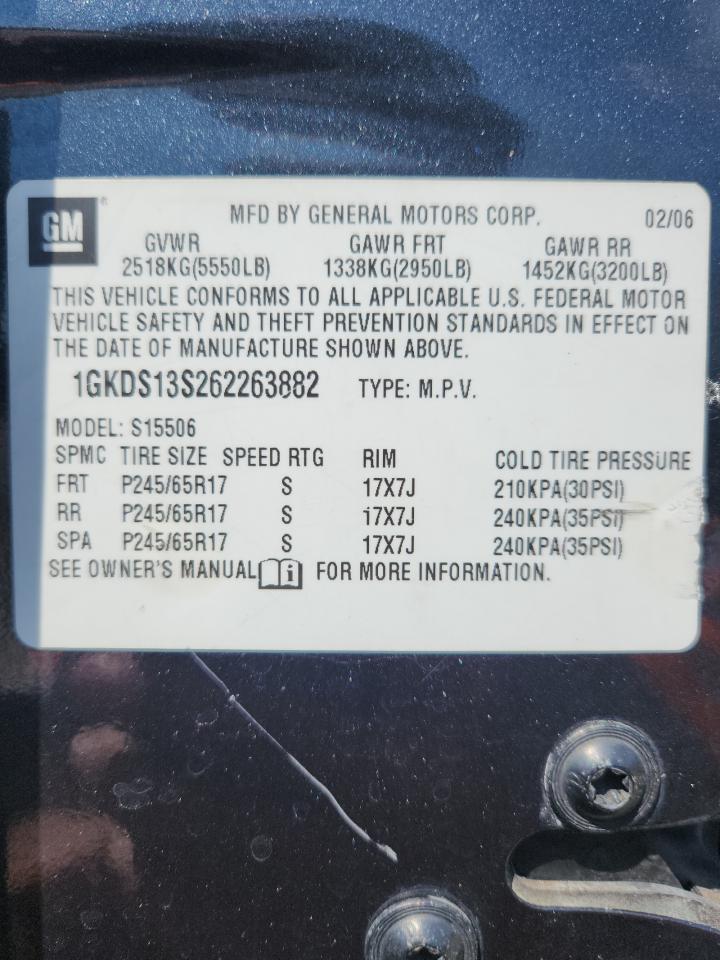 GM® MFD BY GENERAL MOTORS CORP. 02/06
GVWR GAWR FRT GAWR RR
2518KG(5550LB) 1338KG(2950LB) 1452KG(3200LB)
THIS VEHICLE CONFORMS TO ALL APPLICABLE U.S. FEDERAL MOTOR
VEHICLE SAFETY AND THEFT PREVENTION STANDARDS IN EFFECT ON
THE DATE OF MANUFACTURE SHOWN ABOVE.
1GKDS13S262263882 TYPE: M.P.V.
MODEL: S15506
SPMC TIRE SIZE SPEED RTG RIM COLD TIRE PRESSURE
FRT P245/65R17 S 17X7J 210KPA(30PSI)
RR P245/65R17 S 17X7J 240KPA(35PSI)
SPA P245/65R17 S 17X7J 240KPA(35PSI)
SEE OWNER'S MANUAL i FOR MORE INFORMATION.